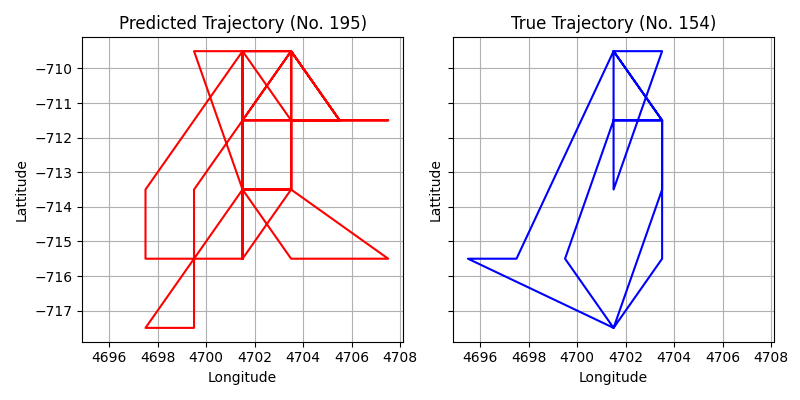 Predicted Trajectory (No. 195)
True Trajectory (No. 154)
Lattitude
−710
−711
−712
−713
−714
−715
−716
−717
4696 4698 4700 4702 4704 4706 4708
Longitude
Lattitude
4696 4698 4700 4702 4704 4706 4708
Longitude